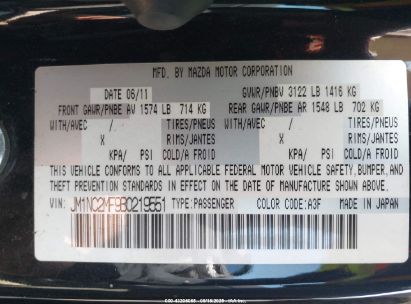 MFD. BY MAZDA MOTOR CORPORATION
DATE 06/11 GVWR/PNBV 3122 LB 1416 KG
FRONT GAWR/PNBE AV 1574 LB 714 KG REAR GAWR/PNBE AR 1548 LB 702 KG
WITH/AVEC / TIRES/PNEUS WITH/AVEC / TIRES/PNEUS
X RIMS/JANTES X RIMS/JANTES
KPA/ PSI COLD/A FROID KPA/ PSI COLD/A FROID
THIS VEHICLE CONFORMS TO ALL APPLICABLE FEDERAL MOTOR VEHICLE SAFETY, BUMPER, AND
THEFT PREVENTION STANDARDS IN EFFECT ON THE DATE OF MANUFACTURE SHOWN ABOVE.
VIN: JM1NC2MF9B0219551 TYPE:PASSENGER COLOR CODE:A3F MADE IN JAPAN